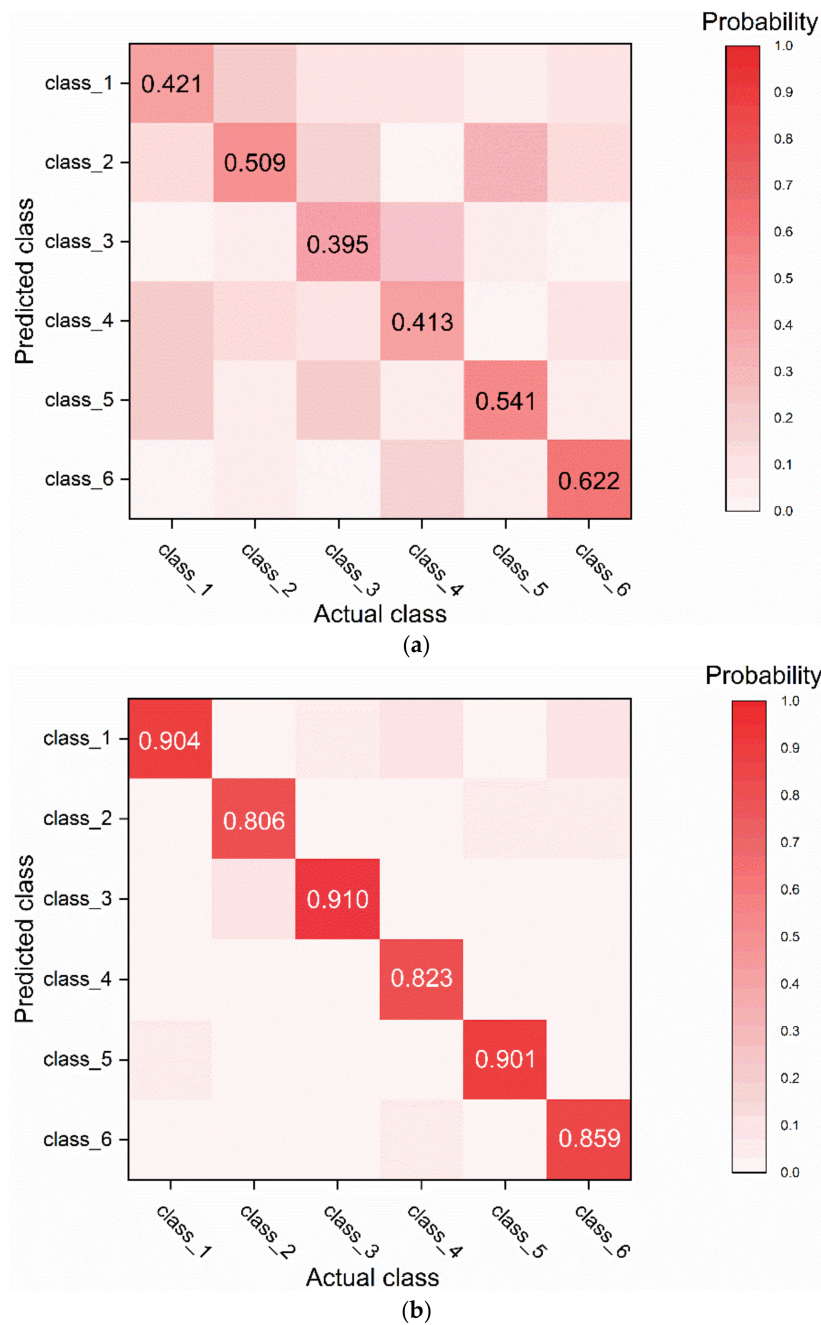 Probability
class_1
class_2
class_3
class_4
class_5
class_6
Predicted class
0.421
0.509
0.395
0.413
0.541
0.622
1.0
0.9
0.8
0.7
0.6
0.5
0.4
0.3
0.2
0.1
0.0
class_1
class_2
class_3
class_4
class_5
class_6
Actual class
(a)
Probability
class_1
class_2
class_3
class_4
class_5
class_6
Predicted class
0.904
0.806
0.910
0.823
0.901
0.859
1.0
0.9
0.8
0.7
0.6
0.5
0.4
0.3
0.2
0.1
0.0
class_1
class_2
class_3
class_4
class_5
class_6
Actual class
(b)